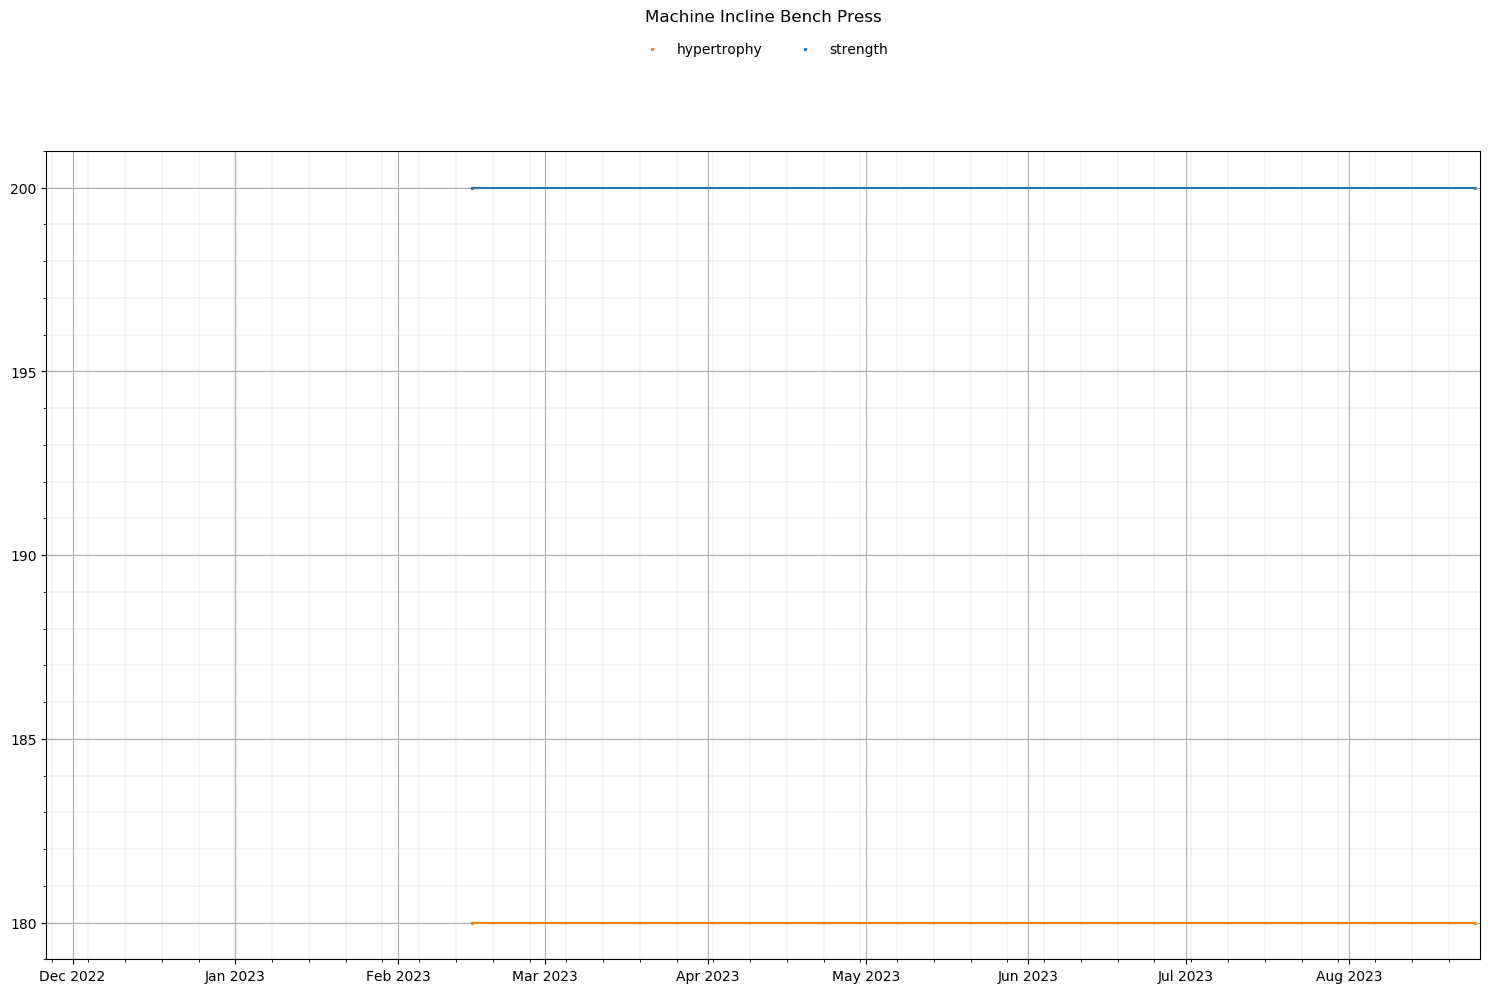 Machine Incline Bench Press
hypertrophy strength
200
195
190
185
180
Dec 2022 Jan 2023 Feb 2023 Mar 2023 Apr 2023 May 2023 Jun 2023 Jul 2023 Aug 2023